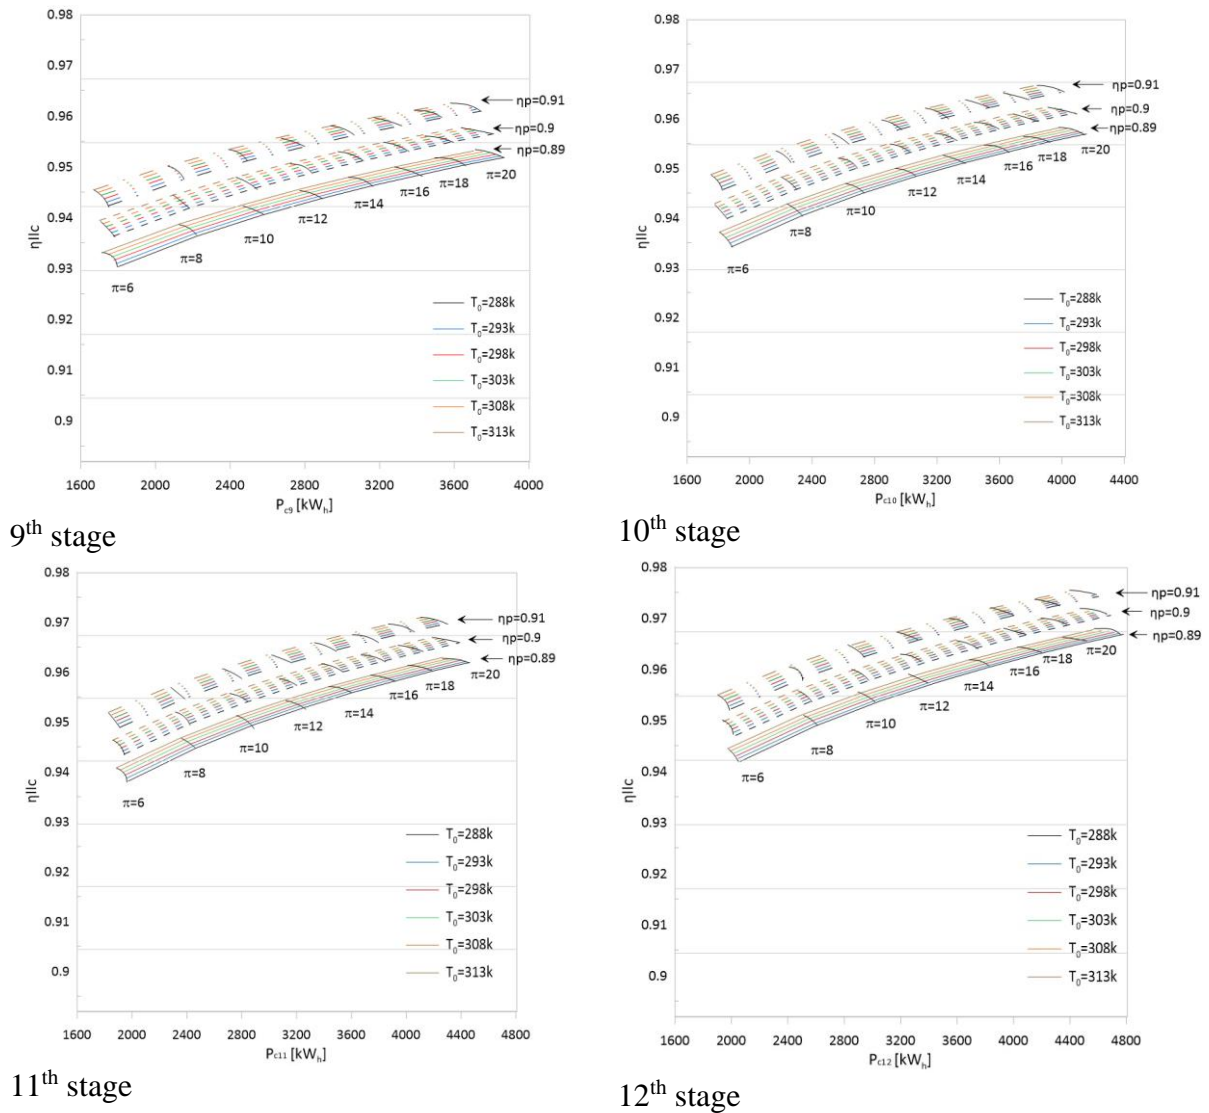 0.98
0.97
0.96
0.95
0.94
0.93
0.92
0.91
0.9
ηIIc
ηp=0.91
ηp=0.9
ηp=0.89
π=20
π=18
π=16
π=14
π=12
π=10
π=8
π=6
T0=288k
T0=293k
T0=298k
T0=303k
T0=308k
T0=313k
1600 2000 2400 2800 3200 3600 4000
Pc9 [kWh]
9th stage
0.98
0.97
0.96
0.95
0.94
0.93
0.92
0.91
0.9
ηIIc
ηp=0.91
ηp=0.9
ηp=0.89
π=20
π=18
π=16
π=14
π=12
π=10
π=8
π=6
T0=288k
T0=293k
T0=298k
T0=303k
T0=308k
T0=313k
1600 2000 2400 2800 3200 3600 4000 4400
Pc10 [kWh]
10th stage
0.98
0.97
0.96
0.95
0.94
0.93
0.92
0.91
0.9
ηIIc
ηp=0.91
ηp=0.9
ηp=0.89
π=20
π=18
π=16
π=14
π=12
π=10
π=8
π=6
T0=288k
T0=293k
T0=298k
T0=303k
T0=308k
T0=313k
1600 2000 2400 2800 3200 3600 4000 4400 4800
Pc11 [kWh]
11th stage
0.98
0.97
0.96
0.95
0.94
0.93
0.92
0.91
0.9
ηIIc
ηp=0.91
ηp=0.9
ηp=0.89
π=20
π=18
π=16
π=14
π=12
π=10
π=8
π=6
T0=288k
T0=293k
T0=298k
T0=303k
T0=308k
T0=313k
1600 2000 2400 2800 3200 3600 4000 4400 4800
Pc12 [kWh]
12th stage